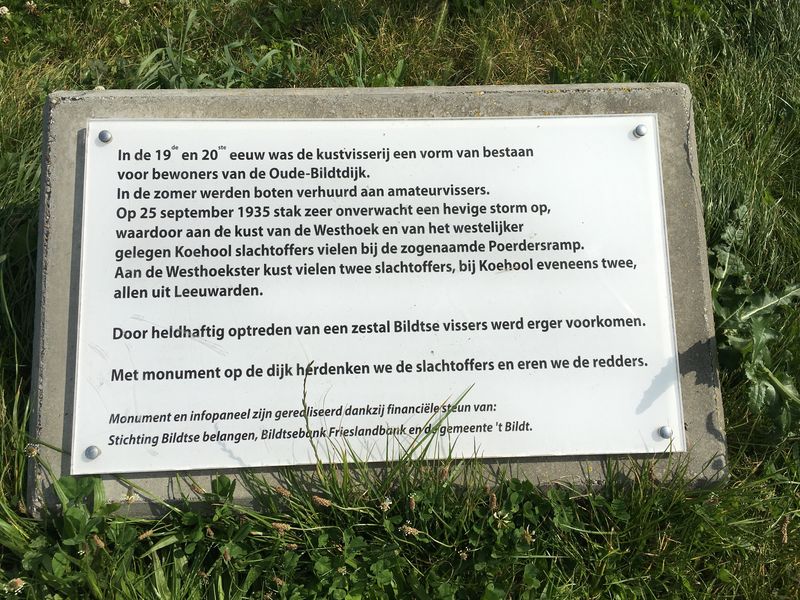 In de 19de en 20ste eeuw was de kustvisserij een vorm van bestaan
voor bewoners van de Oude-Bildtdijk.
In de zomer werden boten verhuurd aan amateurvissers.
Op 25 september 1935 stak zeer onverwacht een hevige storm op,
waardoor aan de kust van de Westhoek en van het westelijker
gelegen Koehool slachtoffers vielen bij de zogenaamde Poerdersramp.
Aan de Westhoekster kust vielen twee slachtoffers, bij Koehool eveneens twee,
allen uit Leeuwarden.
Door heldhaftig optreden van een zestal Bildtse vissers werd erger voorkomen.
Met monument op de dijk herdenken we de slachtoffers en eren we de redders.
Monument en infopaneel zijn gerealiseerd dankzij financiële steun van:
Stichting Bildtse belangen, Bildtsebank Frieslandbank en de gemeente 't Bildt.